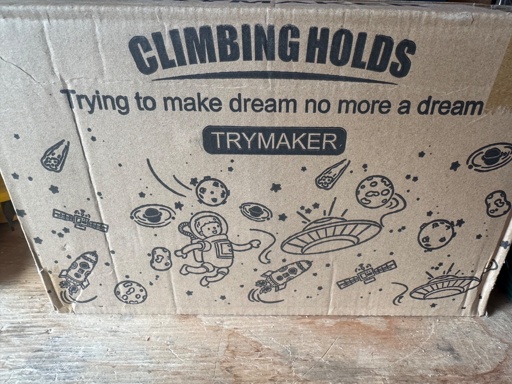 CLIMBING HOLDS
Trying to make dream no more a dream
TRYMAKER